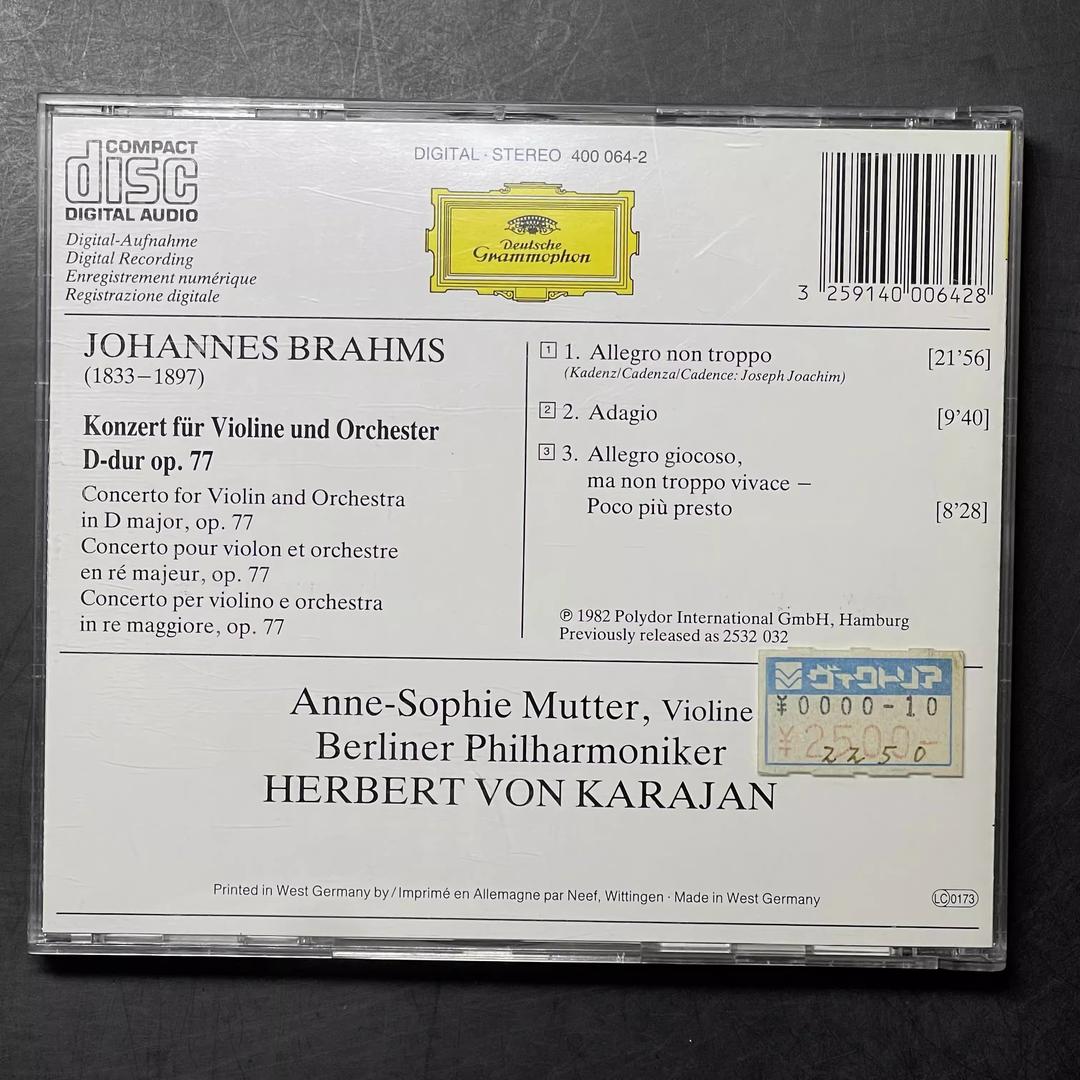 COMPACT
disc
DIGITAL AUDIO
Digital-Aufnahme
Digital Recording
Enregistrement numérique
Registrazione digitale
DIGITAL · STEREO 400 064-2
Deutsche
Grammophon
3 259140 006428
JOHANNES BRAHMS
(1833–1897)
Konzert für Violine und Orchester
D-dur op. 77
Concerto for Violin and Orchestra
in D major, op. 77
Concerto pour violon et orchestre
en ré majeur, op. 77
Concerto per violino e orchestra
in re maggiore, op. 77
1 1. Allegro non troppo [21’56]
(Kadenz/Cadenza/Cadence: Joseph Joachim)
2 2. Adagio [9’40]
3 3. Allegro giocoso,
ma non troppo vivace –
Poco più presto [8’28]
℗ 1982 Polydor International GmbH, Hamburg
Previously released as 2532 032
Anne-Sophie Mutter, Violine
Berliner Philharmoniker
HERBERT VON KARAJAN
ヴィクトリア
¥0000-10
¥2500-
2250
Printed in West Germany by / Imprimé en Allemagne par Neef, Wittingen · Made in West Germany
LC 0173